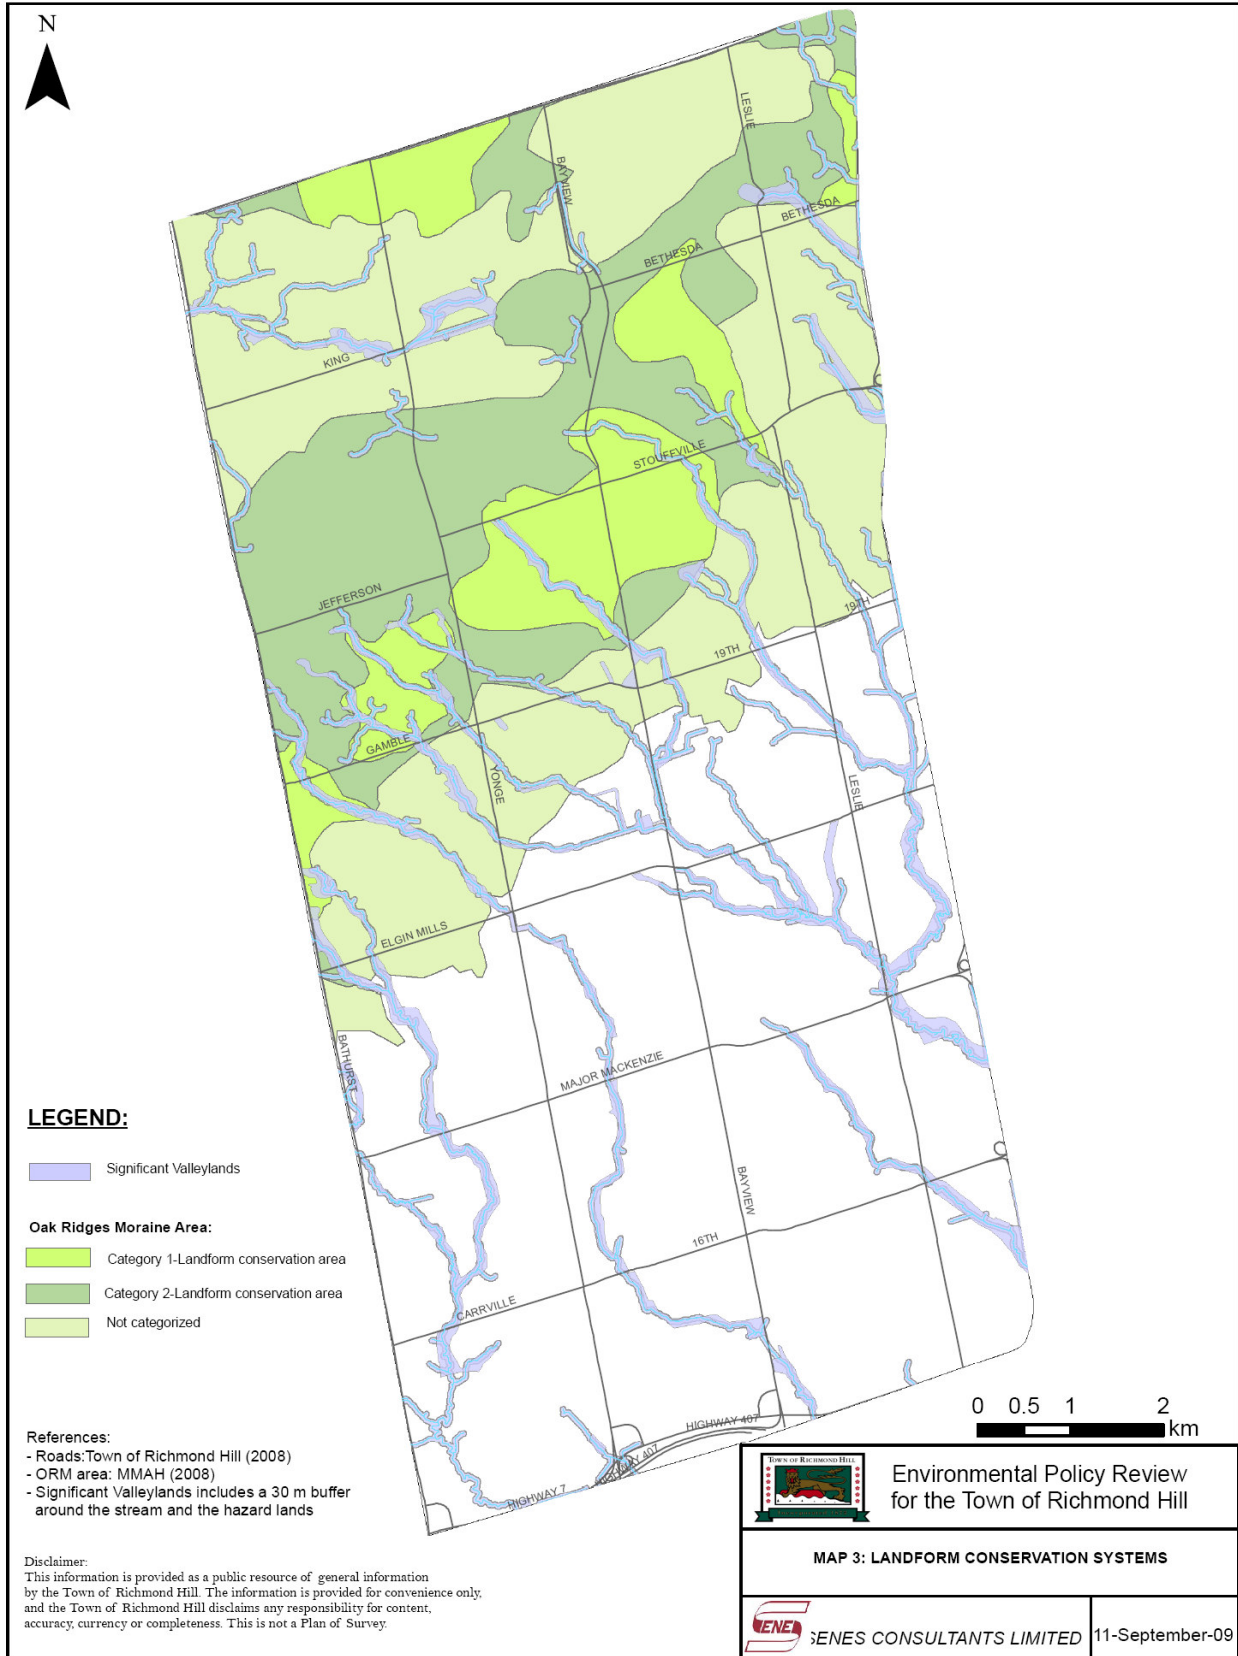 N
LESLIE
BAYVIEW
BETHESDA
BETHESDA
KING
STOUFFVILLE
JEFFERSON
19TH
19TH
GAMBLE
YONGE
LESLIE
ELGIN MILLS
BATHURST
MAJOR MACKENZIE
BAYVIEW
16TH
CARRVILLE
HIGHWAY 407
HIGHWAY 7
LEGEND:
Significant Valleylands
Oak Ridges Moraine Area:
Category 1-Landform conservation area
Category 2-Landform conservation area
Not categorized
References:
- Roads:Town of Richmond Hill (2008)
- ORM area: MMAH (2008)
- Significant Valleylands includes a 30 m buffer
around the stream and the hazard lands
Disclaimer:
This information is provided as a public resource of general information
by the Town of Richmond Hill. The information is provided for convenience only,
and the Town of Richmond Hill disclaims any responsibility for content,
accuracy, currency or completeness. This is not a Plan of Survey.
0 0.5 1 2
km
TOWN OF RICHMOND HILL
Environmental Policy Review
for the Town of Richmond Hill
MAP 3: LANDFORM CONSERVATION SYSTEMS
SENES
SENES CONSULTANTS LIMITED
11-September-09